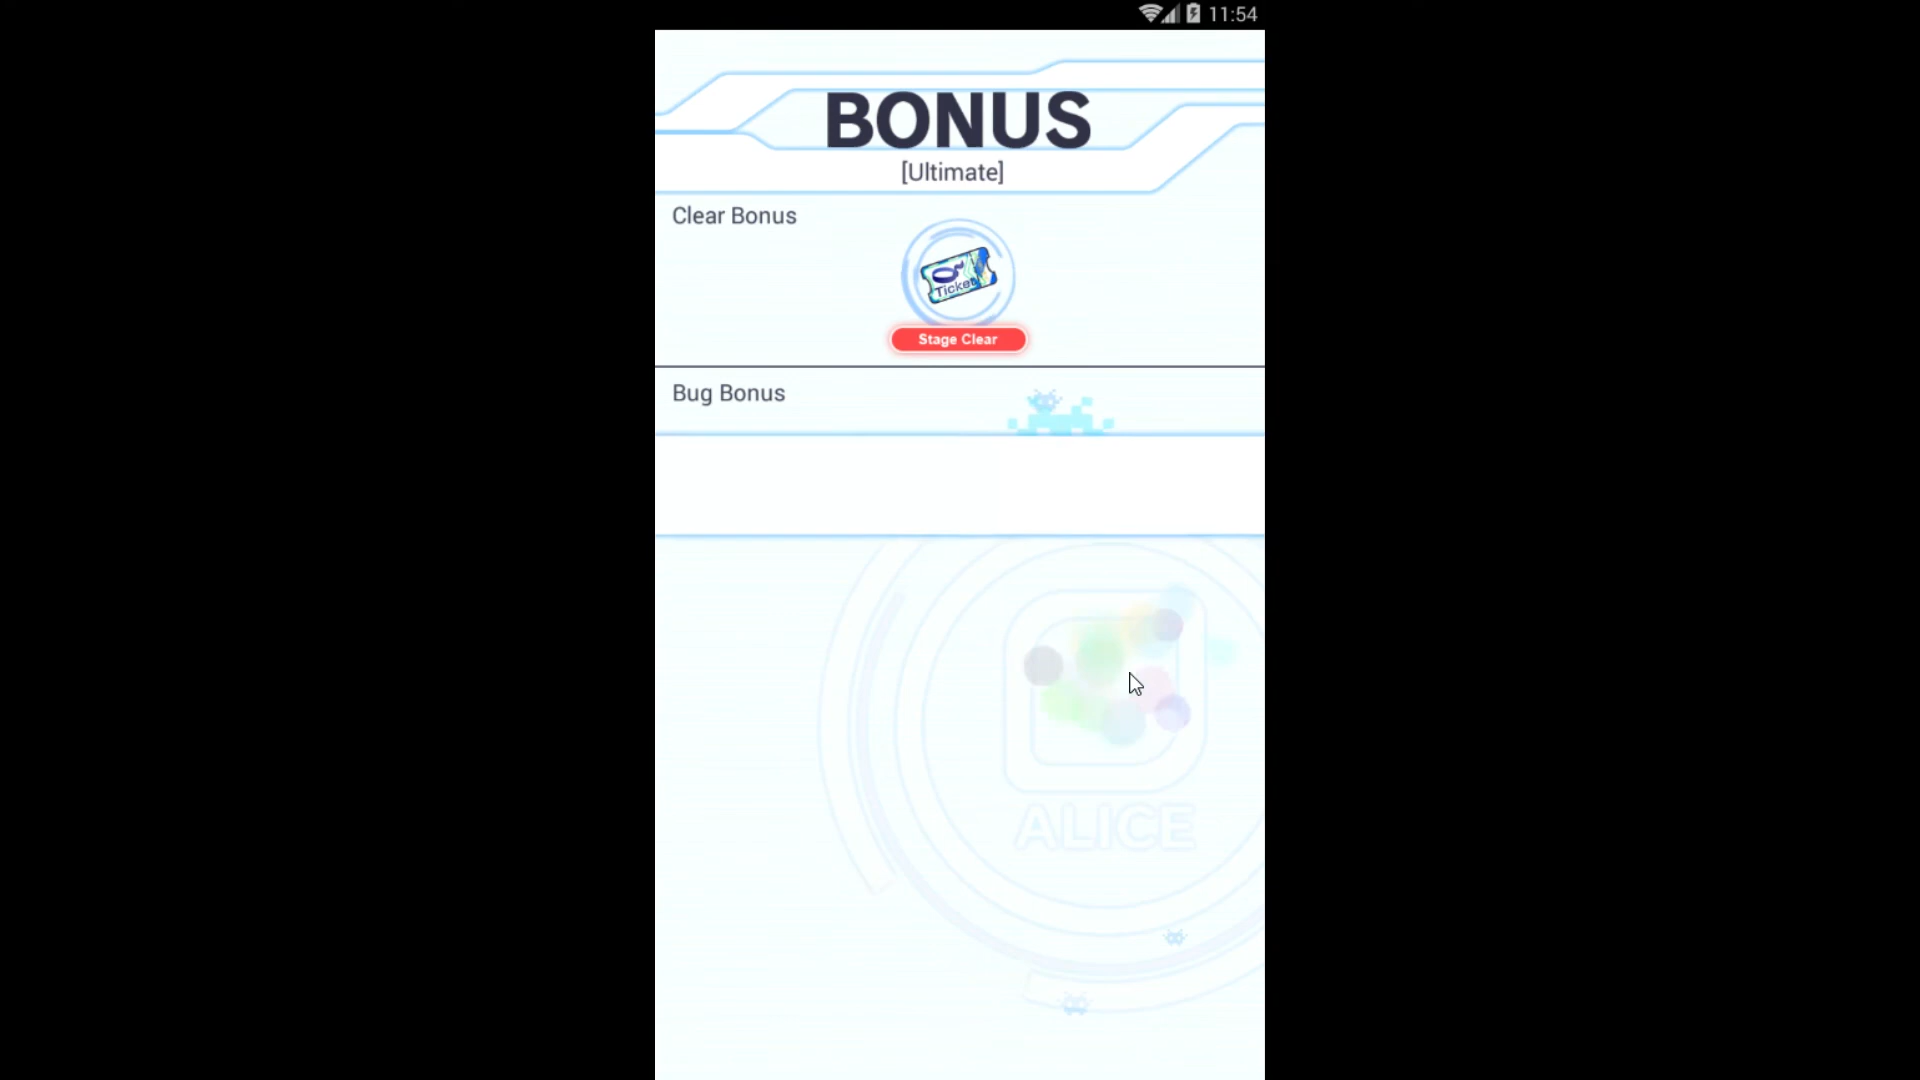 11:54
BONUS
[Ultimate]
Clear Bonus
Ticket
Stage Clear
Bug Bonus
ALICE